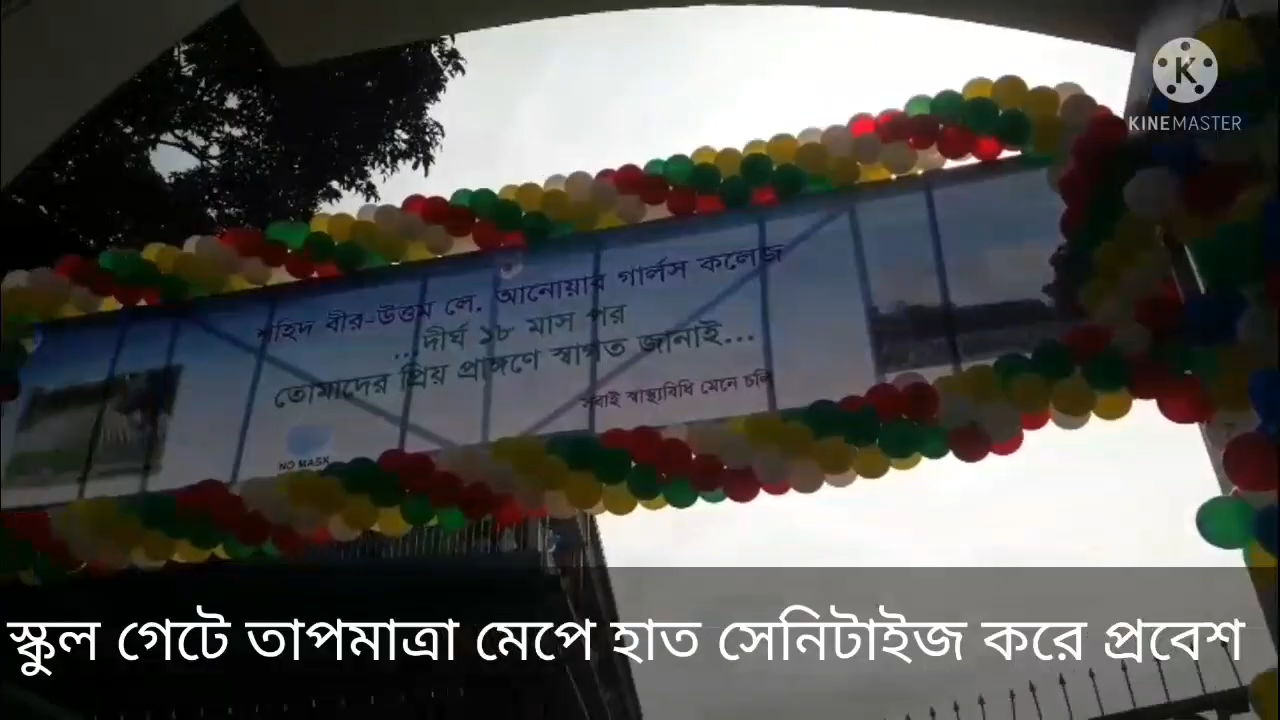 KINEMASTER
শহিদ বীর-উত্তম লে. আনোয়ার গার্লস কলেজ
...দীর্ঘ ১৮ মাস পর
তোমাদের প্রিয় প্রাঙ্গণে স্বাগত জানাই...
সবাই স্বাস্থ্যবিধি মেনে চলি
NO MASK
স্কুল গেটে তাপমাত্রা মেপে হাত সেনিটাইজ করে প্রবেশ